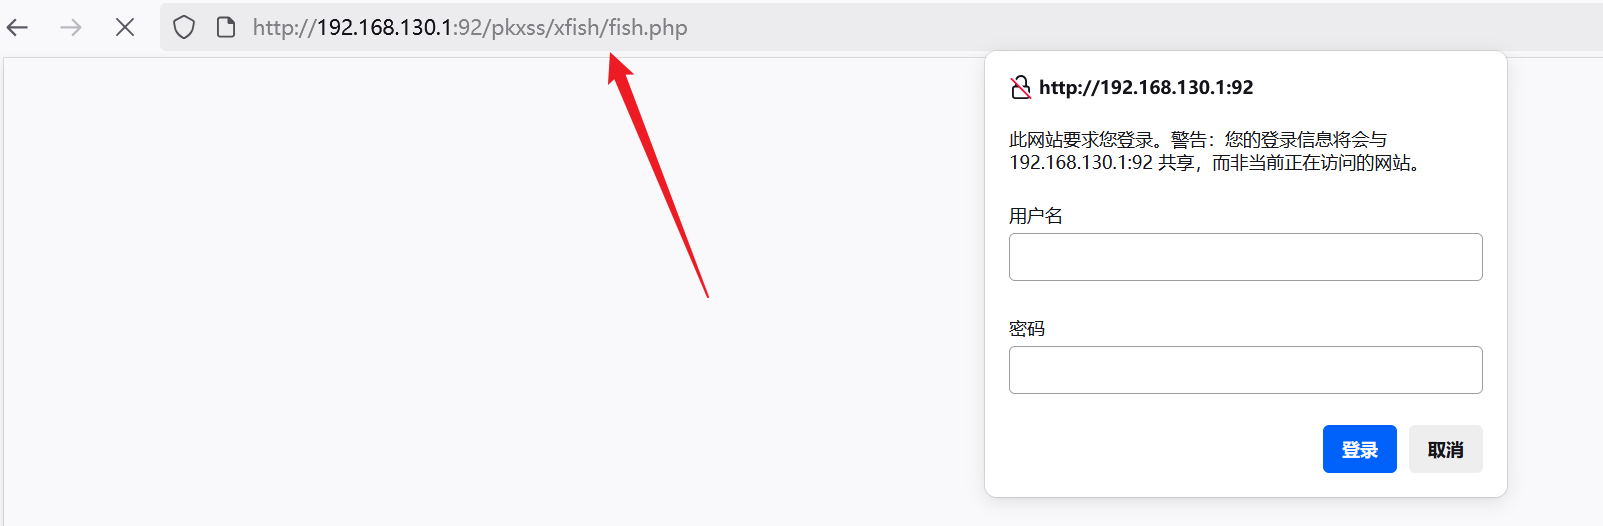 http://192.168.130.1:92/pkxss/xfish/fish.php
http://192.168.130.1:92
此网站要求您登录。警告：您的登录信息将会与
192.168.130.1:92 共享，而非当前正在访问的网站。
用户名
密码
登录 取消